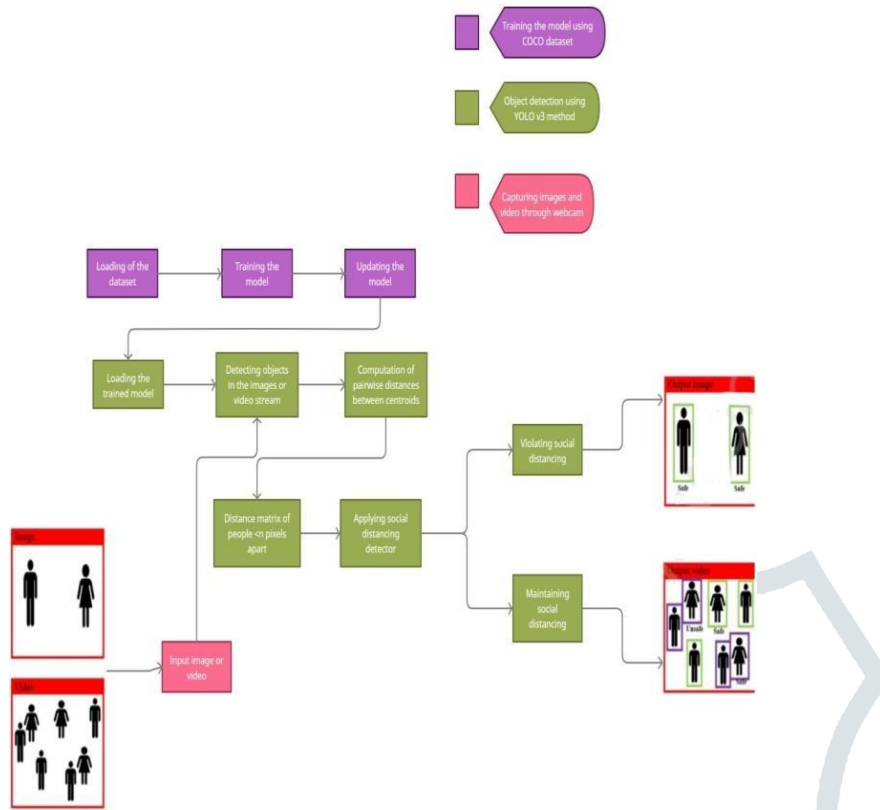 Training the model using
COCO dataset
Object detection using
YOLO v3 method
Capturing images and
video through webcam
Loading of the
dataset
Training the
model
Updating the
model
Loading the
trained model
Detecting objects
in the images or
video stream
Computation of
pairwise distances
between centroids
Distance matrix of
people <n pixels
apart
Applying social
distancing
detector
Violating social
distancing
Maintaining
social
distancing
Output image
Safe
Safe
Output video
Unsafe
Safe
Safe
Image
Video
Input image or
video